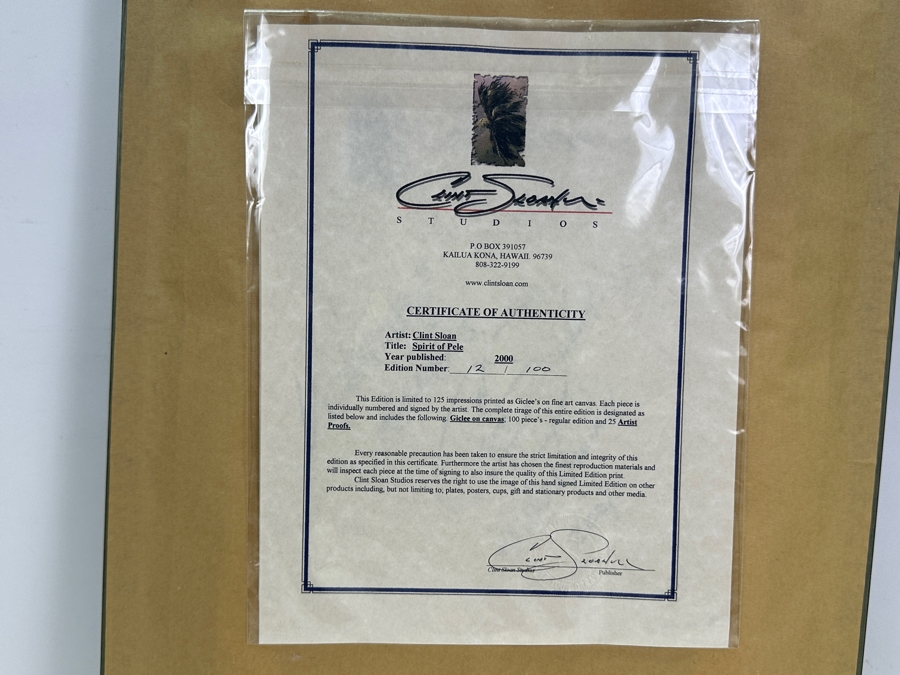 Clint Sloan
STUDIOS
P.O BOX 391057
KAILUA KONA, HAWAII. 96739
808-322-9199
www.clintsloan.com
CERTIFICATE OF AUTHENTICITY
Artist: Clint Sloan
Title: Spirit of Pele
Year published: 2000
Edition Number 12 / 100
This Edition is limited to 125 impressions printed as Giclee's on fine art canvas. Each piece is
individually numbered and signed by the artist. The complete tirage of this entire edition is designated as
listed below and includes the following: Giclee on canvas, 100 piece's - regular edition and 25 Artist
Proofs.
Every reasonable precaution has been taken to ensure the strict limitation and integrity of this
edition as specified in this certificate. Furthermore the artist has chosen the finest reproduction materials and
will inspect each piece at the time of signing to also insure the quality of this Limited Edition print.
Clint Sloan Studios reserves the right to use the image of this hand signed Limited Edition on other
products including, but not limiting to; plates, posters, cups, gift and stationary products and other media.
Clint Sloan
Clint Sloan Studios Publisher